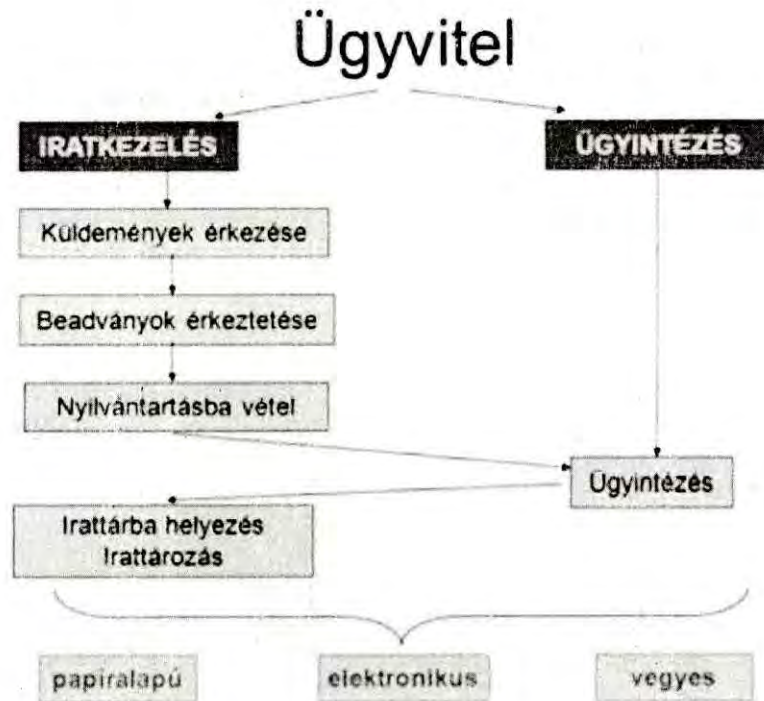 Ügyvitel
IRATKEZELÉS
ÜGYINTÉZÉS
Küldemények érkezése
Beadványok érkeztetése
Nyilvántartásba vétel
Ügyintézés
Irattárba helyezés
Irattározás
papíralapú
elektronikus
vegyes